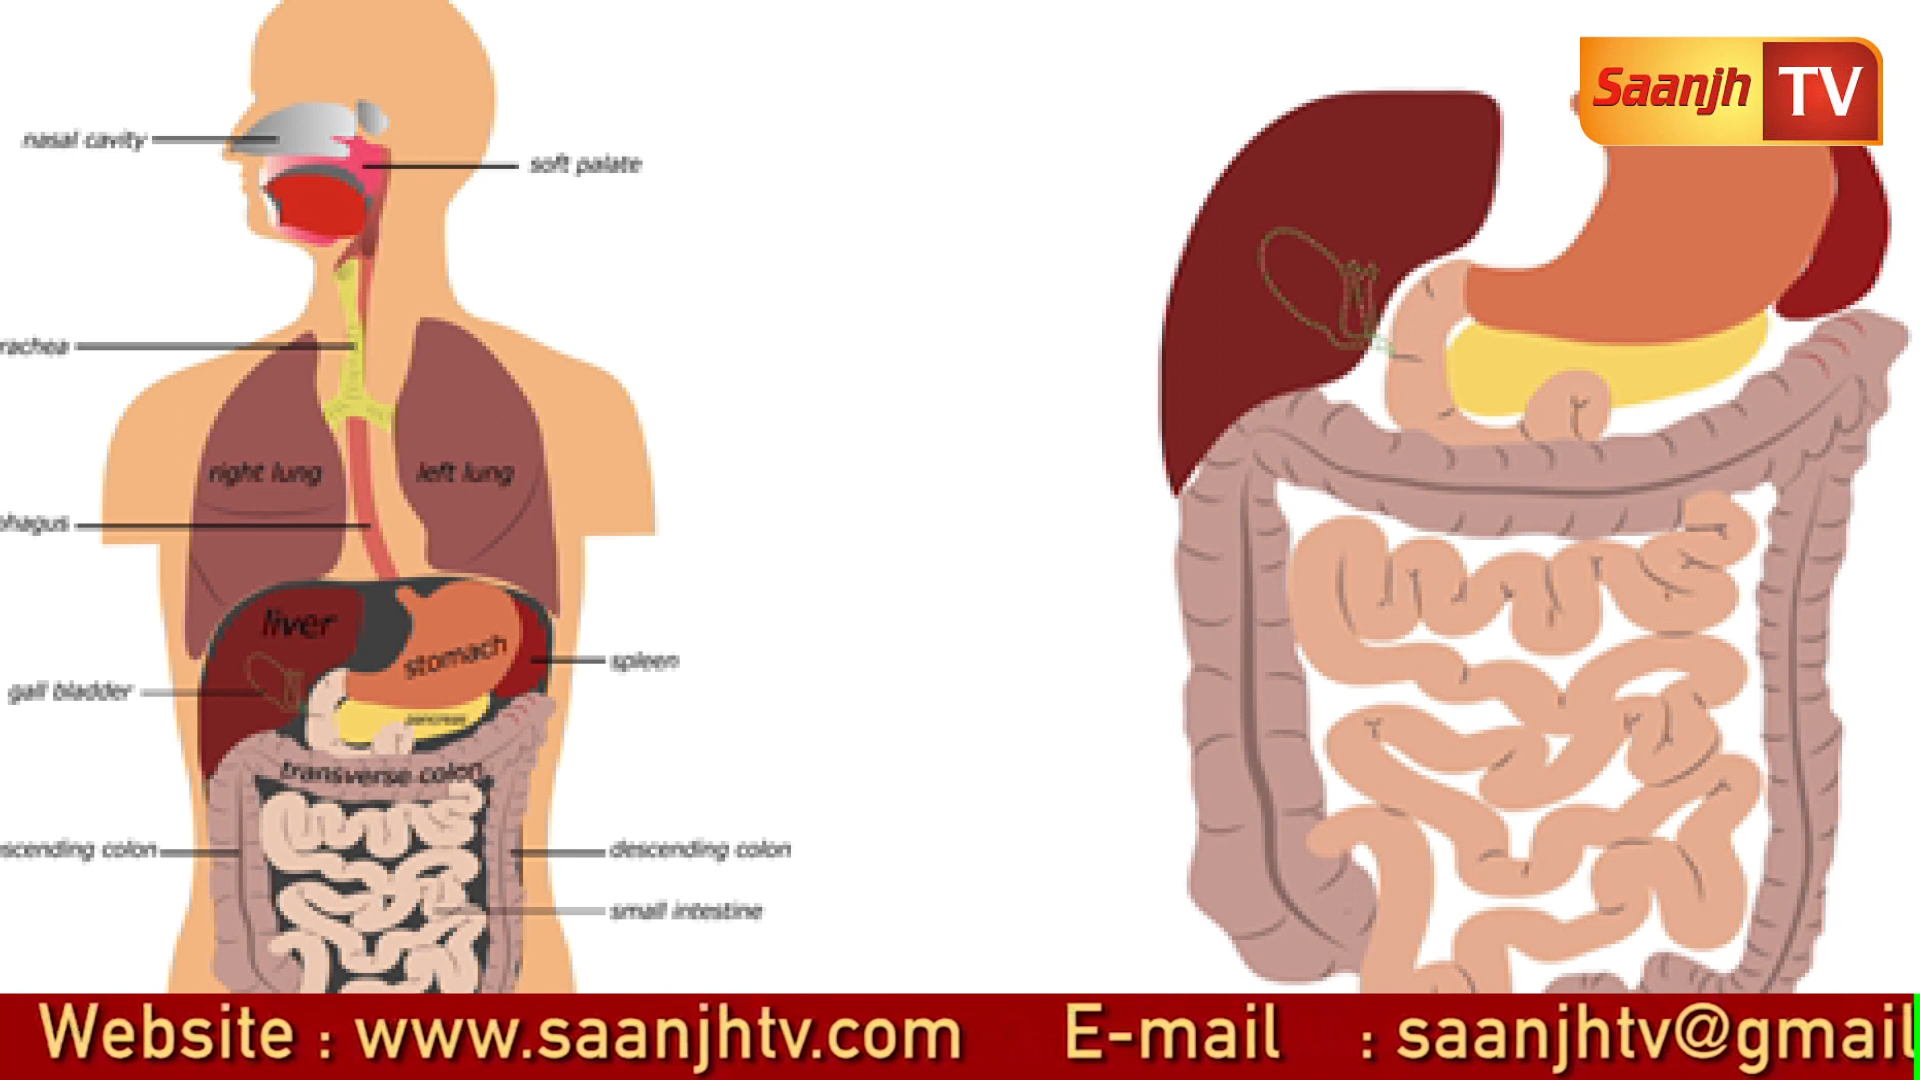 Saanjh TV
nasal cavity
soft palate
rachea
right lung
left lung
phagus
liver
stomach
spleen
gall bladder
pancreas
transverse colon
scending colon
descending colon
small intestine
Website : www.saanjhtv.com E-mail : saanjhtv@gmail